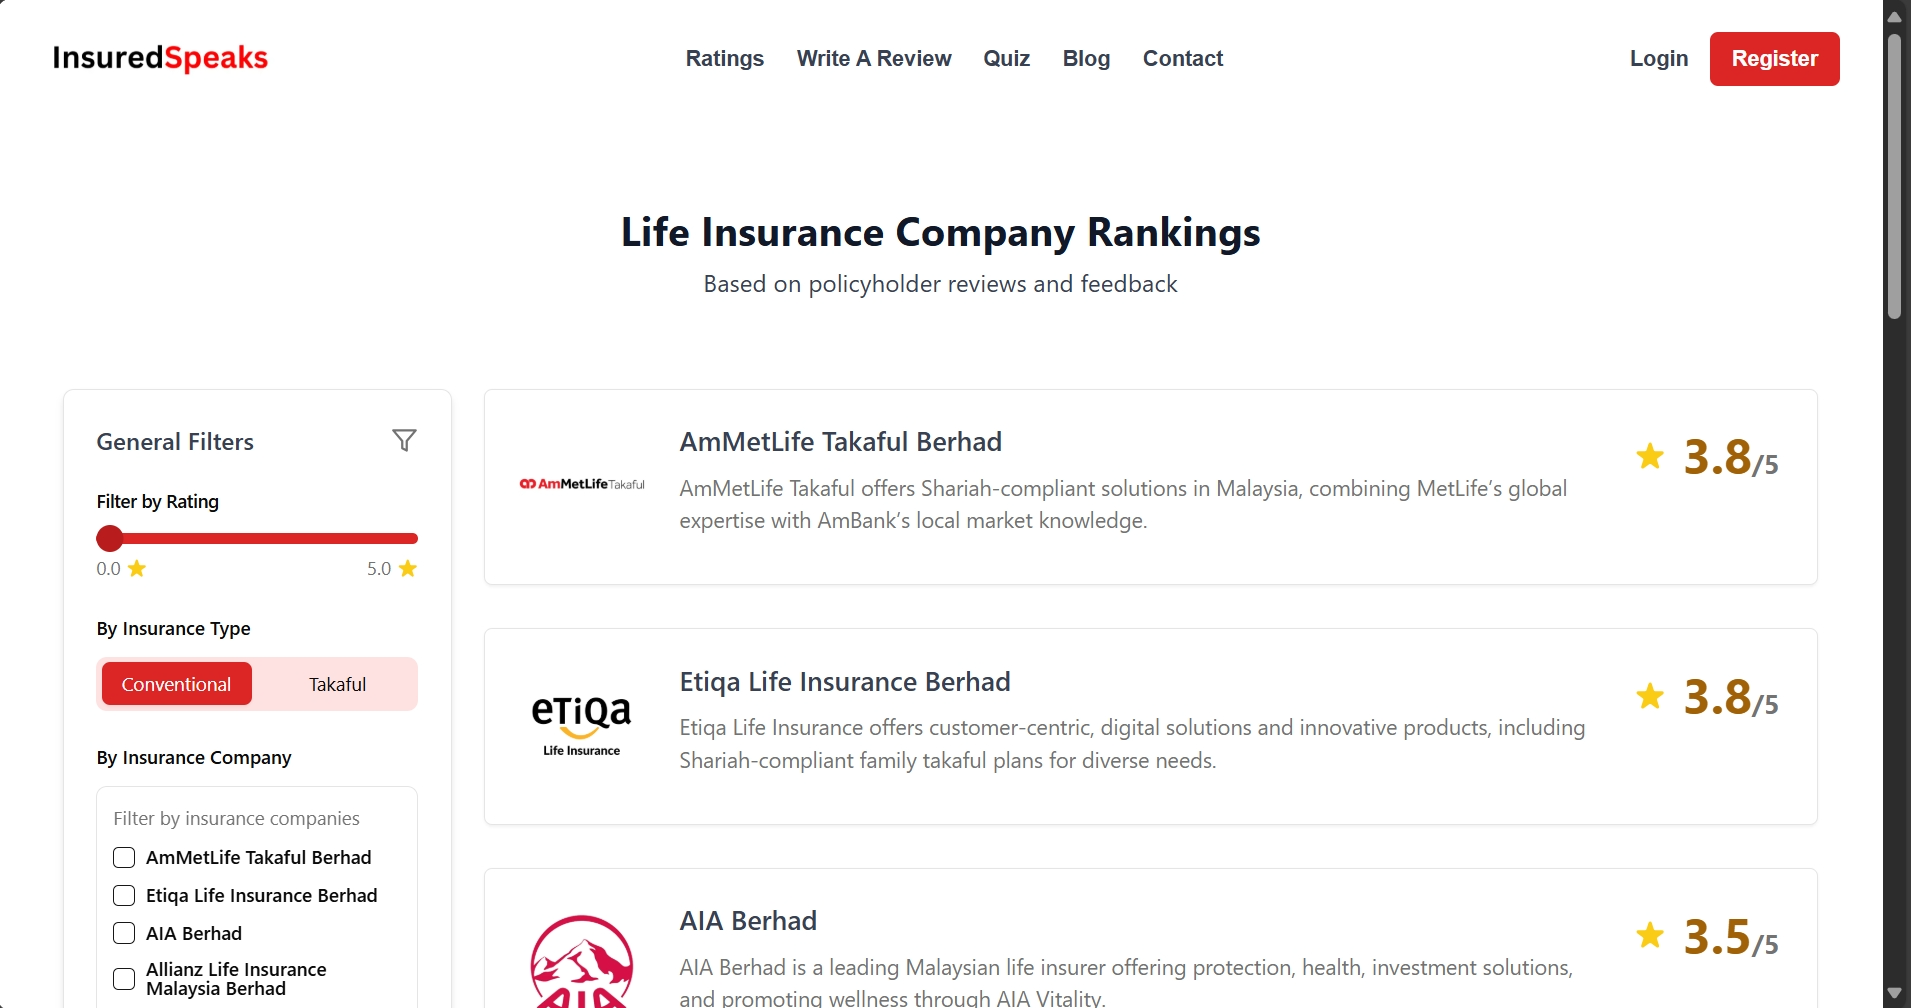 InsuredSpeaks
Ratings
Write A Review
Quiz
Blog
Contact
Login
Register
Life Insurance Company Rankings
Based on policyholder reviews and feedback
General Filters
Filter by Rating
0.0
5.0
By Insurance Type
Conventional
Takaful
By Insurance Company
Filter by insurance companies
AmMetLife Takaful Berhad
Etiqa Life Insurance Berhad
AIA Berhad
Allianz Life Insurance
Malaysia Berhad
AmMetLifeTakaful
AmMetLife Takaful Berhad
AmMetLife Takaful offers Shariah-compliant solutions in Malaysia, combining MetLife’s global
expertise with AmBank’s local market knowledge.
3.8/5
eTiQa
Life Insurance
Etiqa Life Insurance Berhad
Etiqa Life Insurance offers customer-centric, digital solutions and innovative products, including
Shariah-compliant family takaful plans for diverse needs.
3.8/5
AIA
AIA Berhad
AIA Berhad is a leading Malaysian life insurer offering protection, health, investment solutions,
and promoting wellness through AIA Vitality.
3.5/5